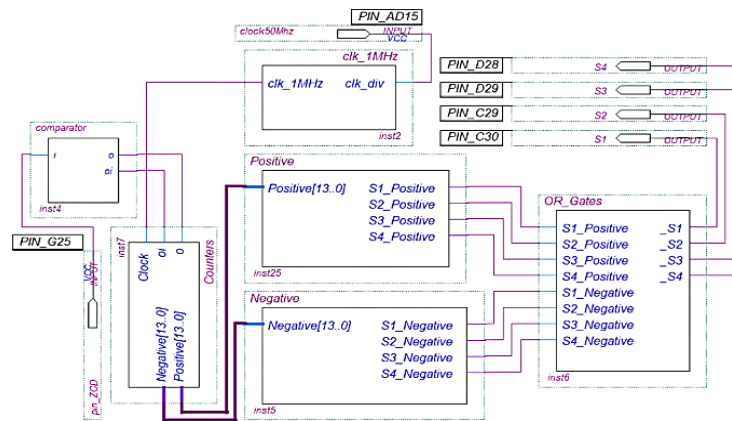 PIN_AD15
clock50Mhz
INPUT
VCC
clk_1MHz
clk_1MHz clk_div
inst2
PIN_D28
S4 OUTPUT
PIN_D29
S3 OUTPUT
PIN_C29
S2 OUTPUT
PIN_C30
S1 OUTPUT
comparator
i o
oi
inst4
PIN_G25
VCC
INPUT
pin_ZCD
inst7
Clock
oi
o
Counters
Negative[13..0]
Positive[13..0]
Positive
Positive[13..0] S1_Positive
S2_Positive
S3_Positive
S4_Positive
inst25
Negative
Negative[13..0] S1_Negative
S2_Negative
S3_Negative
S4_Negative
inst5
OR_Gates
S1_Positive _S1
S2_Positive _S2
S3_Positive _S3
S4_Positive _S4
S1_Negative
S2_Negative
S3_Negative
S4_Negative
inst6